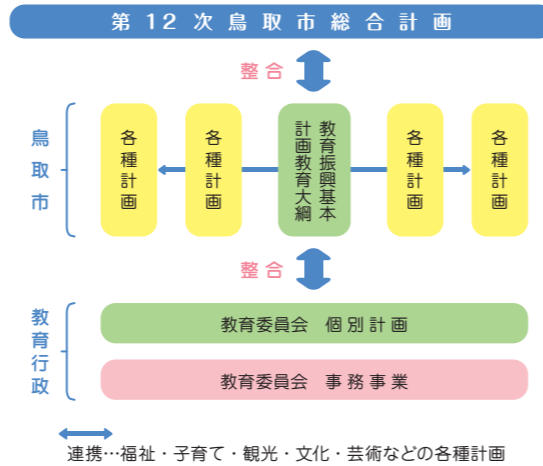 第12次鳥取市総合計画
整合
鳥取市
各種計画
各種計画
教育振興基本
計画教育大綱
各種計画
各種計画
整合
教育行政
教育委員会　個別計画
教育委員会　事務事業
連携…福祉・子育て・観光・文化・芸術などの各種計画